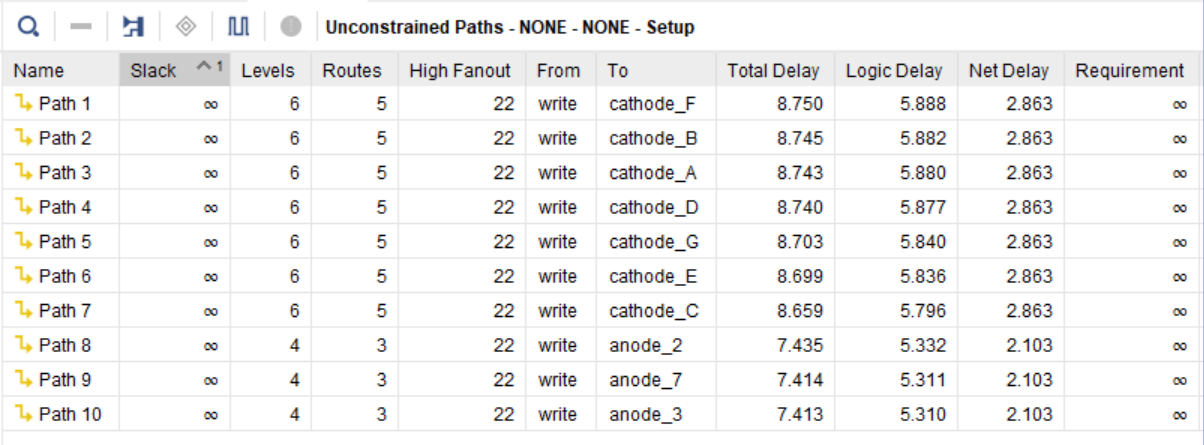 Unconstrained Paths - NONE - NONE - Setup
Name Slack ^1 Levels Routes High Fanout From To Total Delay Logic Delay Net Delay Requirement
Path 1 ∞ 6 5 22 write cathode_F 8.750 5.888 2.863 ∞
Path 2 ∞ 6 5 22 write cathode_B 8.745 5.882 2.863 ∞
Path 3 ∞ 6 5 22 write cathode_A 8.743 5.880 2.863 ∞
Path 4 ∞ 6 5 22 write cathode_D 8.740 5.877 2.863 ∞
Path 5 ∞ 6 5 22 write cathode_G 8.703 5.840 2.863 ∞
Path 6 ∞ 6 5 22 write cathode_E 8.699 5.836 2.863 ∞
Path 7 ∞ 6 5 22 write cathode_C 8.659 5.796 2.863 ∞
Path 8 ∞ 4 3 22 write anode_2 7.435 5.332 2.103 ∞
Path 9 ∞ 4 3 22 write anode_7 7.414 5.311 2.103 ∞
Path 10 ∞ 4 3 22 write anode_3 7.413 5.310 2.103 ∞